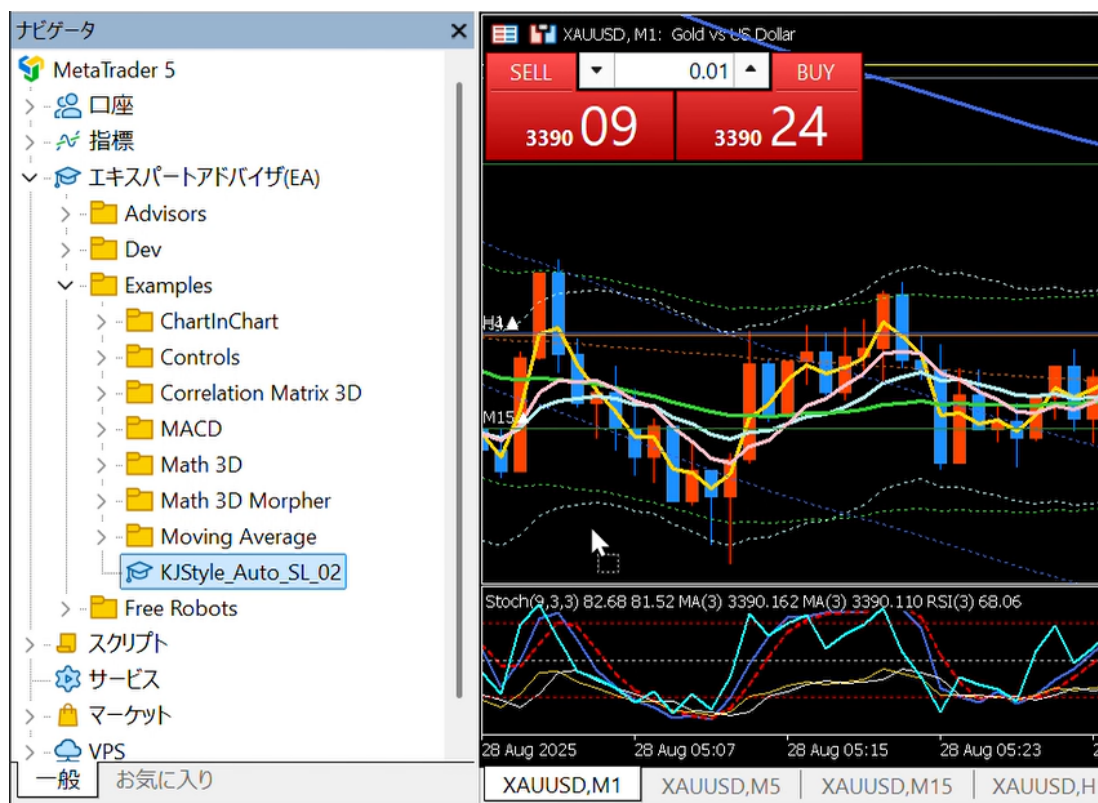 ナビゲータ
MetaTrader 5
口座
指標
エキスパートアドバイザ(EA)
Advisors
Dev
Examples
ChartInChart
Controls
Correlation Matrix 3D
MACD
Math 3D
Math 3D Morpher
Moving Average
KJStyle_Auto_SL_02
Free Robots
スクリプト
サービス
マーケット
VPS
一般 お気に入り
XAUUSD, M1: Gold vs US Dollar
SELL 0.01 BUY
3390 09 3390 24
M15
Stoch(9,3,3) 82.68 81.52 MA(3) 3390.162 MA(3) 3390.110 RSI(3) 68.06
28 Aug 2025 28 Aug 05:07 28 Aug 05:15 28 Aug 05:23
XAUUSD,M1 XAUUSD,M5 XAUUSD,M15 XAUUSD,H